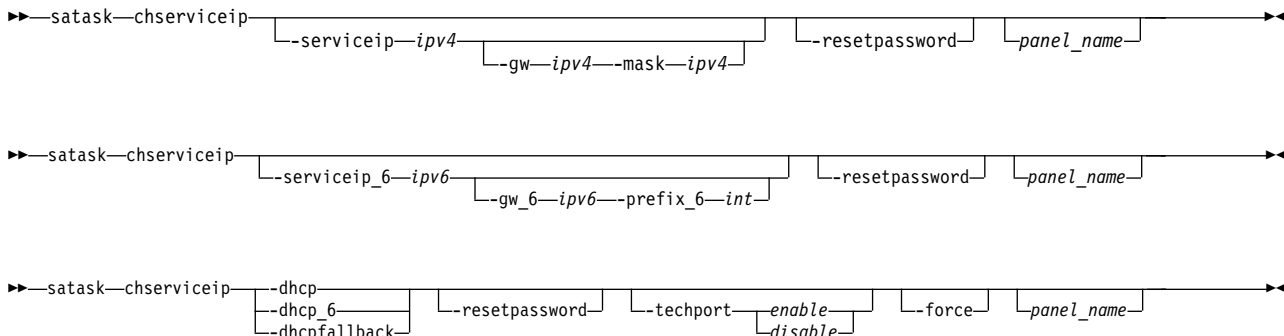 satask chserviceip -serviceip ipv4 -gw ipv4 -mask ipv4 -resetpassword panel_name
satask chserviceip -serviceip_6 ipv6 -gw_6 ipv6 -prefix_6 int -resetpassword panel_name
satask chserviceip -dhcp -resetpassword -techport enable -force panel_name
-dhcp_6 disable
-dhcpfallback